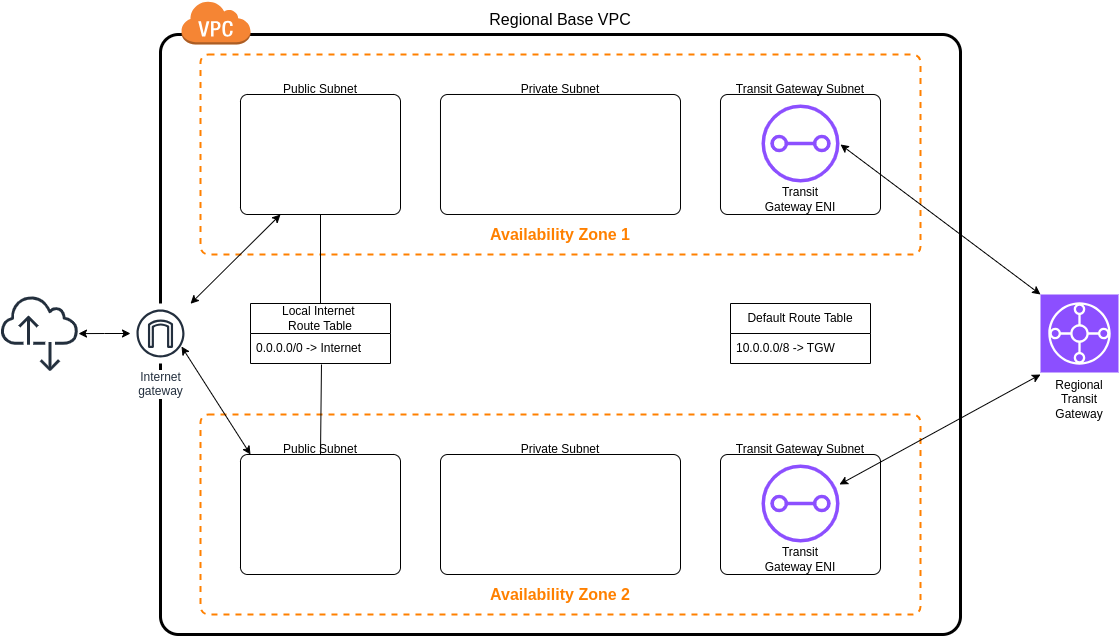 Regional Base VPC
VPC
Public Subnet
Private Subnet
Transit Gateway Subnet
Transit
Gateway ENI
Availability Zone 1
Local Internet
Route Table
0.0.0.0/0 -> Internet
Default Route Table
10.0.0.0/8 -> TGW
Internet
gateway
Regional
Transit
Gateway
Public Subnet
Private Subnet
Transit Gateway Subnet
Transit
Gateway ENI
Availability Zone 2